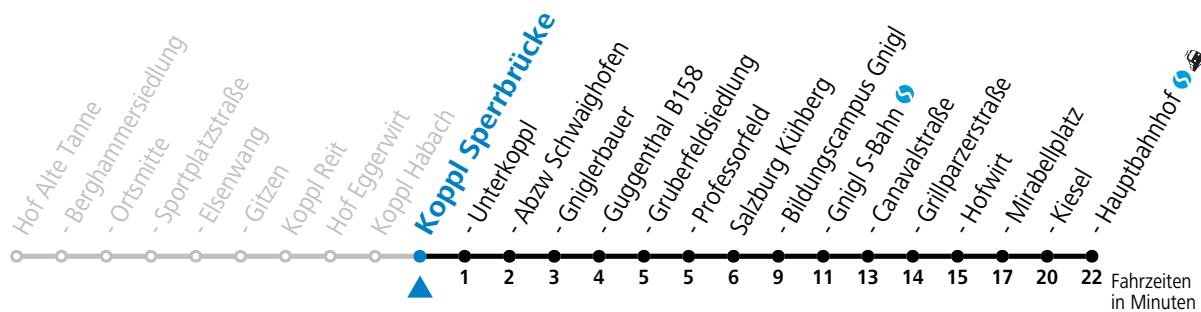 Hof Alte Tanne
- Berghammersiedlung
- Ortsmitte
- Sportplatzstraße
- Elsenwang
- Gitzen
Koppl Reit
Hof Eggerwirt
Koppl Habach
Koppl Sperrbrücke
- Unterkoppl
- Abzw Schwaighofen
- Gniglerbauer
- Guggenthal B158
- Gruberfeldsiedlung
- Professorfeld
Salzburg Kühberg
- Bildungscampus Gnigl
- Gnigl S-Bahn
- Canavalstraße
- Grillparzerstraße
- Hofwirt
- Mirabellplatz
- Kiesel
- Hauptbahnhof
1 2 3 4 5 5 6 9 11 13 14 15 17 20 22 Fahrzeiten
in Minuten